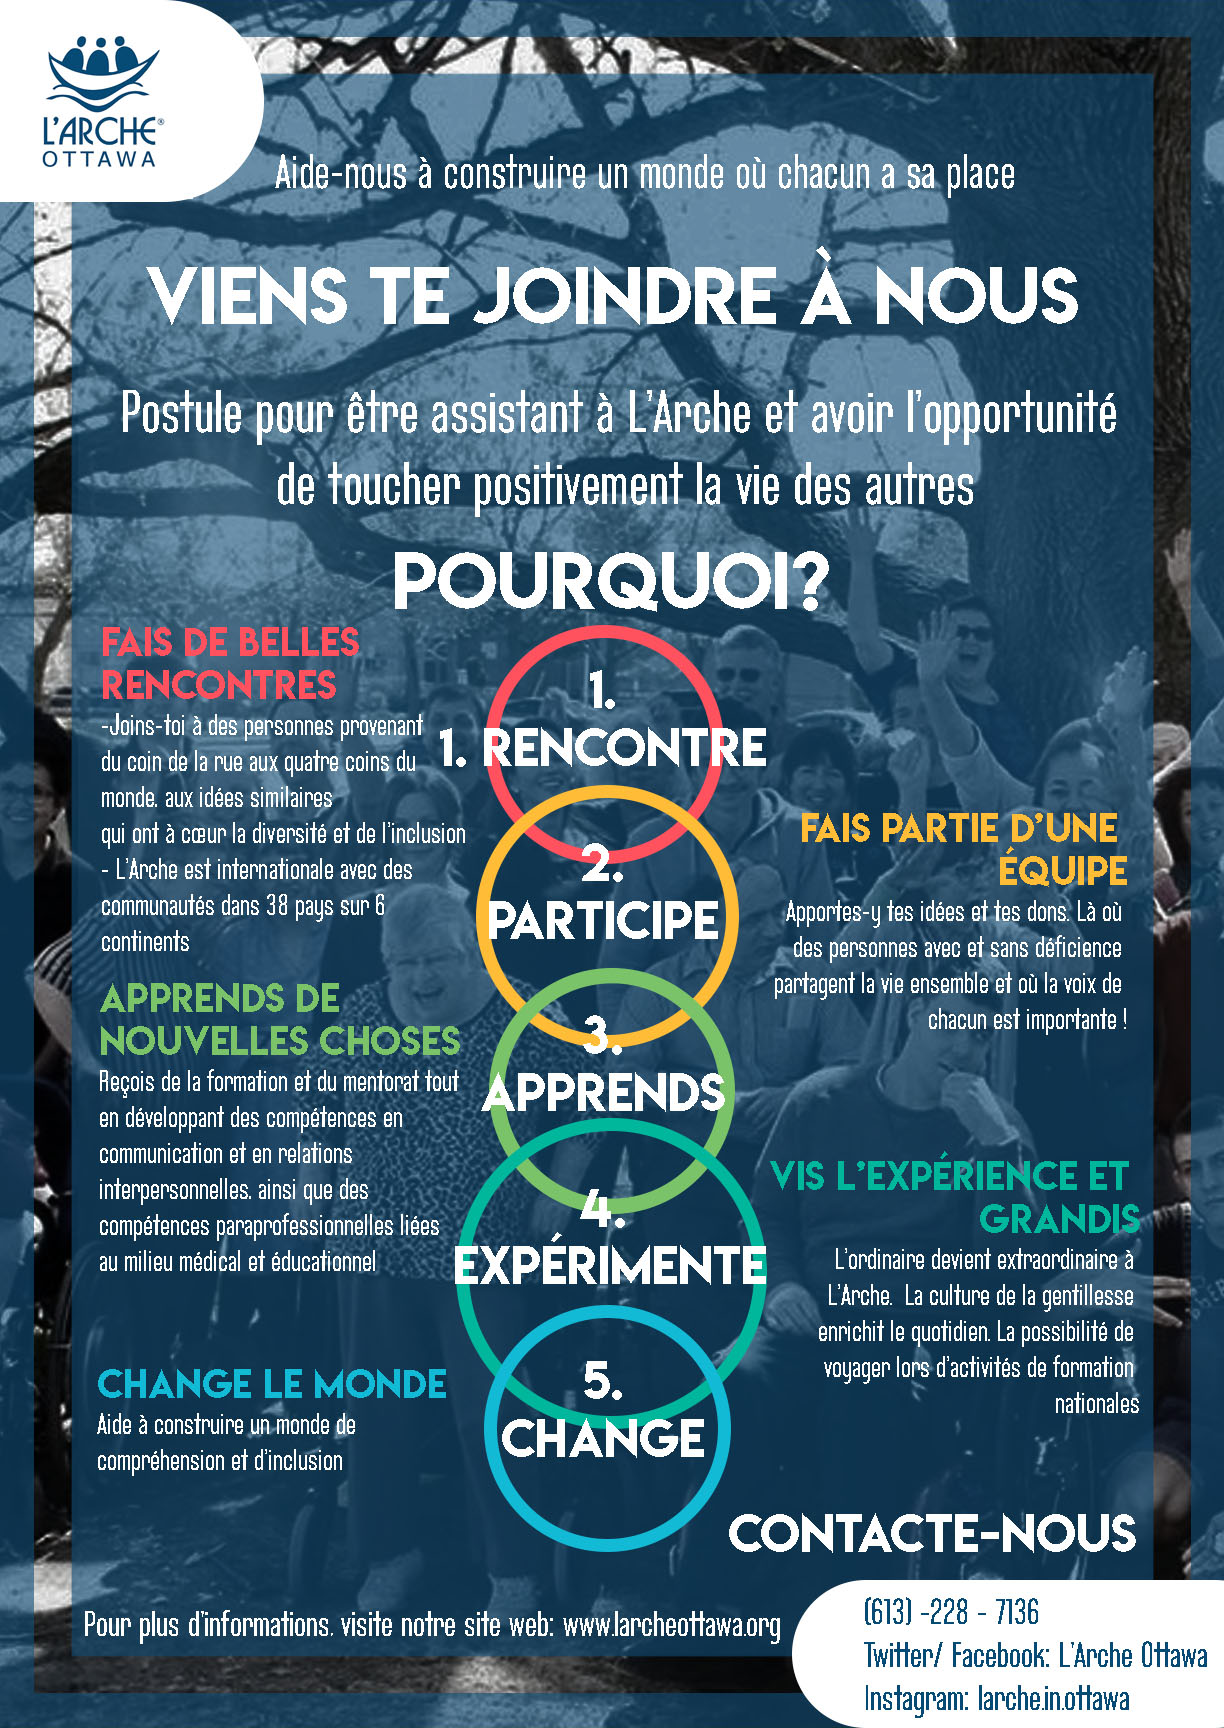 L'ARCHE®
OTTAWA
Aide-nous à construire un monde où chacun a sa place
VIENS TE JOINDRE À NOUS
Postule pour être assistant à L'Arche et avoir l'opportunité
de toucher positivement la vie des autres
POURQUOI?
FAIS DE BELLES
RENCONTRES
-Joins-toi à des personnes provenant
du coin de la rue aux quatre coins du
monde, aux idées similaires
qui ont à cœur la diversité et de l'inclusion
- L'Arche est internationale avec des
communautés dans 38 pays sur 6
continents
1.
1. RENCONTRE
2.
PARTICIPE
FAIS PARTIE D'UNE
ÉQUIPE
Apportes-y tes idées et tes dons. Là où
des personnes avec et sans déficience
partagent la vie ensemble et où la voix de
chacun est importante !
APPRENDS DE
NOUVELLES CHOSES
Reçois de la formation et du mentorat tout
en développant des compétences en
communication et en relations
interpersonnelles, ainsi que des
compétences paraprofessionnelles liées
au milieu médical et éducationnel
3.
APPRENDS
4.
EXPÉRIMENTE
VIS L'EXPÉRIENCE ET
GRANDIS
L'ordinaire devient extraordinaire à
L'Arche. La culture de la gentillesse
enrichit le quotidien. La possibilité de
voyager lors d'activités de formation
nationales
CHANGE LE MONDE
Aide à construire un monde de
compréhension et d'inclusion
5.
CHANGE
CONTACTE-NOUS
Pour plus d'informations, visite notre site web: www.larcheottawa.org
(613) -228 - 7136
Twitter/ Facebook: L'Arche Ottawa
Instagram: larche.in.ottawa